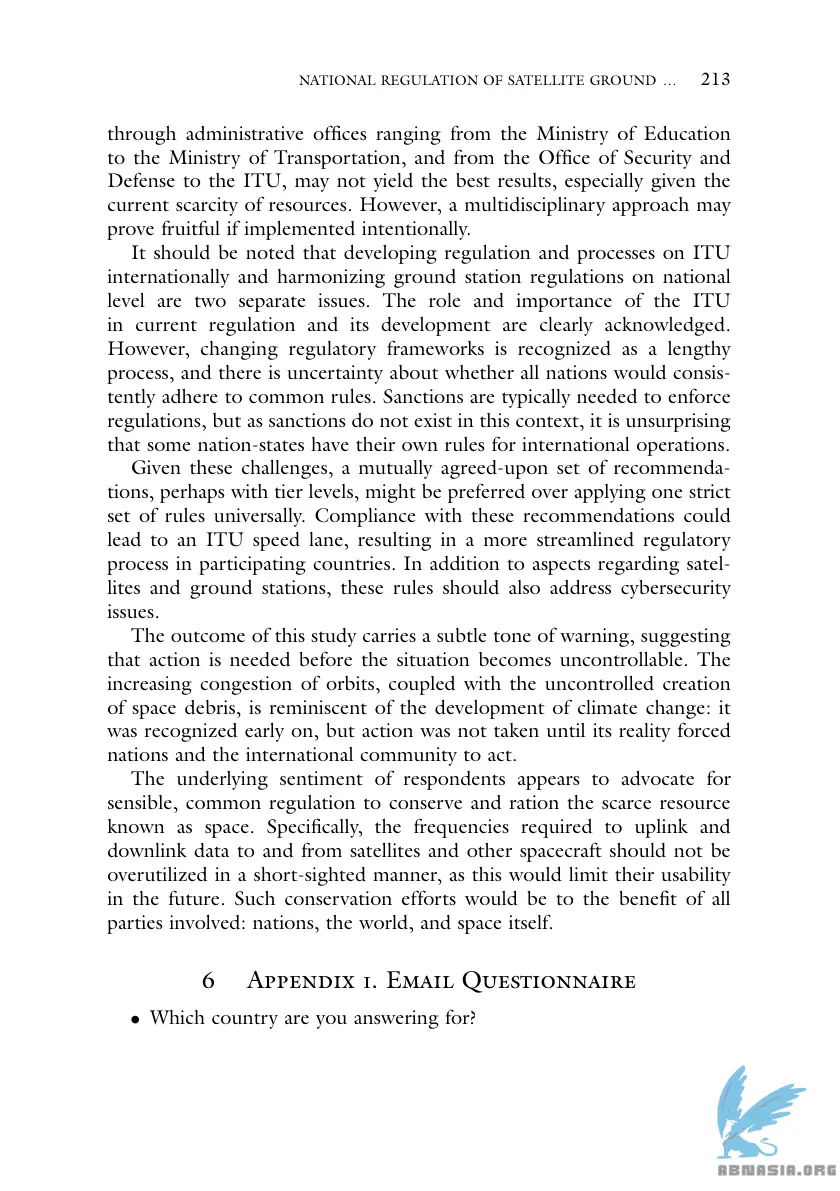 NATIONAL REGULATION OF SATELLITE GROUND ... 213
through administrative offices ranging from the Ministry of Education
to the Ministry of Transportation, and from the Office of Security and
Defense to the ITU, may not yield the best results, especially given the
current scarcity of resources. However, a multidisciplinary approach may
prove fruitful if implemented intentionally.
It should be noted that developing regulation and processes on ITU
internationally and harmonizing ground station regulations on national
level are two separate issues. The role and importance of the ITU
in current regulation and its development are clearly acknowledged.
However, changing regulatory frameworks is recognized as a lengthy
process, and there is uncertainty about whether all nations would consis-
tently adhere to common rules. Sanctions are typically needed to enforce
regulations, but as sanctions do not exist in this context, it is unsurprising
that some nation-states have their own rules for international operations.
Given these challenges, a mutually agreed-upon set of recommenda-
tions, perhaps with tier levels, might be preferred over applying one strict
set of rules universally. Compliance with these recommendations could
lead to an ITU speed lane, resulting in a more streamlined regulatory
process in participating countries. In addition to aspects regarding satel-
lites and ground stations, these rules should also address cybersecurity
issues.
The outcome of this study carries a subtle tone of warning, suggesting
that action is needed before the situation becomes uncontrollable. The
increasing congestion of orbits, coupled with the uncontrolled creation
of space debris, is reminiscent of the development of climate change: it
was recognized early on, but action was not taken until its reality forced
nations and the international community to act.
The underlying sentiment of respondents appears to advocate for
sensible, common regulation to conserve and ration the scarce resource
known as space. Specifically, the frequencies required to uplink and
downlink data to and from satellites and other spacecraft should not be
overutilized in a short-sighted manner, as this would limit their usability
in the future. Such conservation efforts would be to the benefit of all
parties involved: nations, the world, and space itself.
6 Appendix 1. Email Questionnaire
• Which country are you answering for?
ABNASIA.ORG